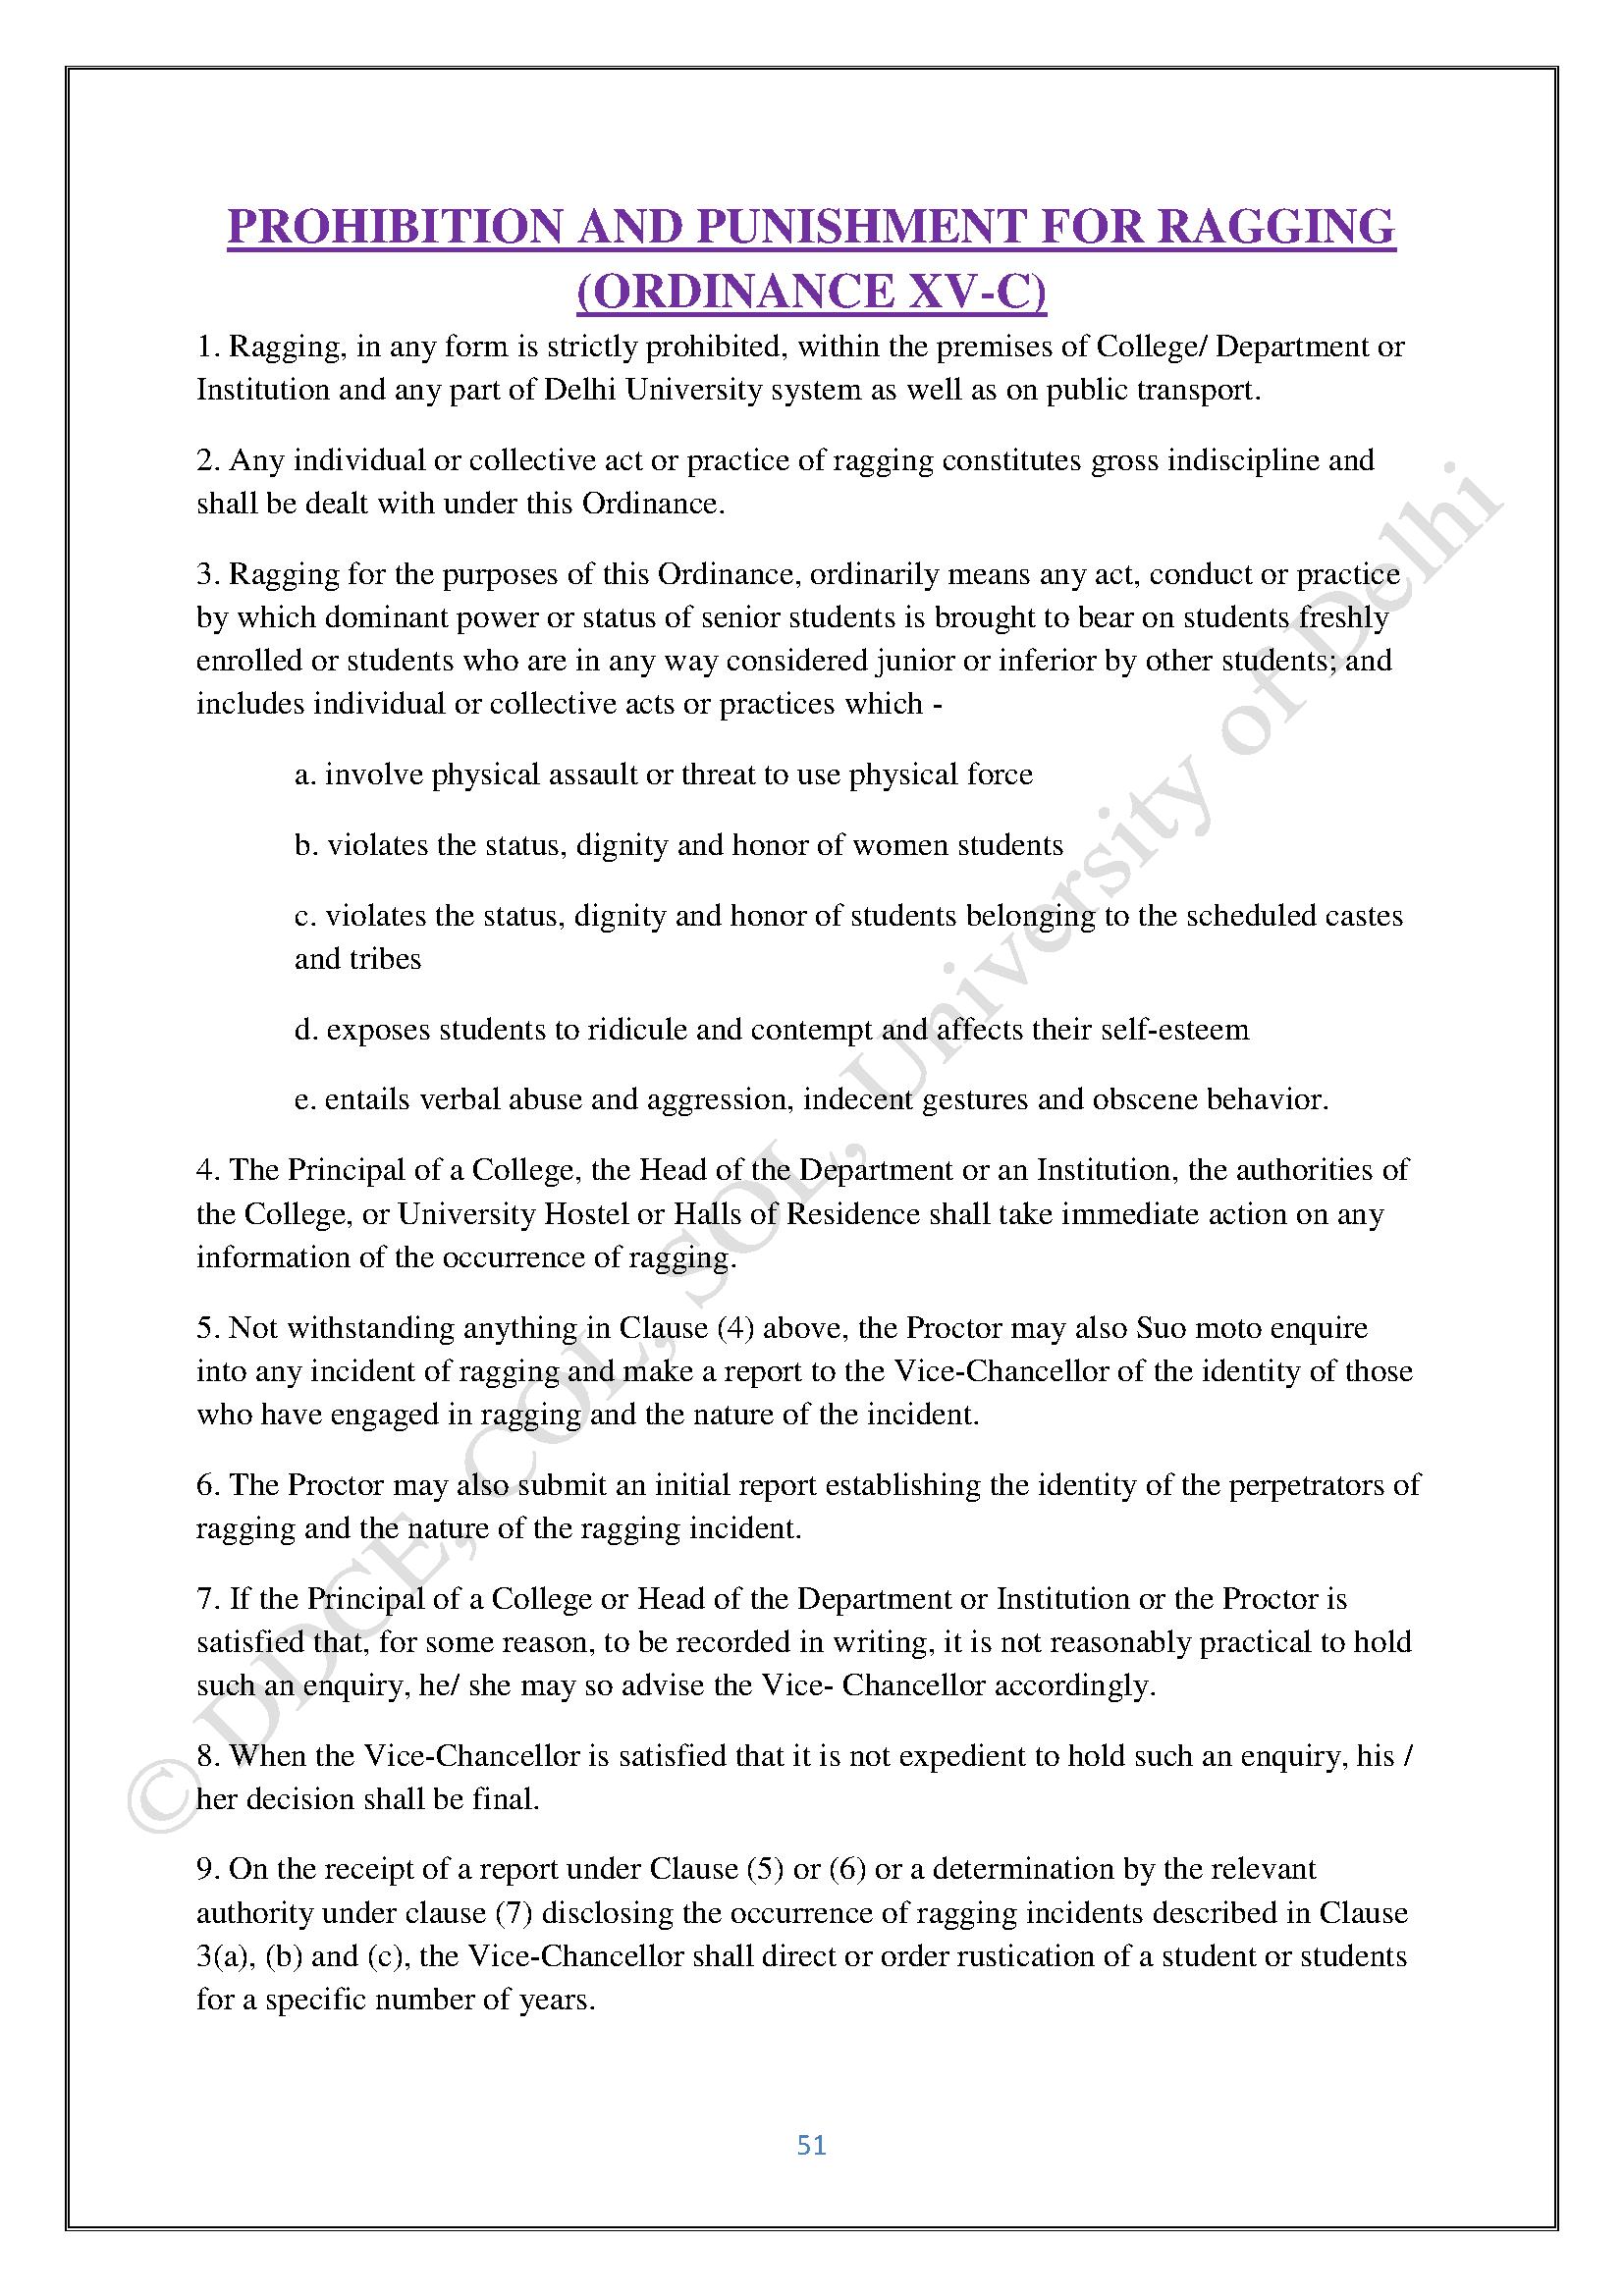 PROHIBITION AND PUNISHMENT FOR RAGGING
(ORDINANCE XV-C)
1. Ragging, in any form is strictly prohibited, within the premises of College/ Department or
Institution and any part of Delhi University system as well as on public transport.
2. Any individual or collective act or practice of ragging constitutes gross indiscipline and
shall be dealt with under this Ordinance.
3. Ragging for the purposes of this Ordinance, ordinarily means any act, conduct or practice
by which dominant power or status of senior students is brought to bear on students freshly
enrolled or students who are in any way considered junior or inferior by other students; and
includes individual or collective acts or practices which -
a. involve physical assault or threat to use physical force
b. violates the status, dignity and honor of women students
c. violates the status, dignity and honor of students belonging to the scheduled castes
and tribes
d. exposes students to ridicule and contempt and affects their self-esteem
e. entails verbal abuse and aggression, indecent gestures and obscene behavior.
4. The Principal of a College, the Head of the Department or an Institution, the authorities of
the College, or University Hostel or Halls of Residence shall take immediate action on any
information of the occurrence of ragging.
5. Not withstanding anything in Clause (4) above, the Proctor may also Suo moto enquire
into any incident of ragging and make a report to the Vice-Chancellor of the identity of those
who have engaged in ragging and the nature of the incident.
6. The Proctor may also submit an initial report establishing the identity of the perpetrators of
ragging and the nature of the ragging incident.
7. If the Principal of a College or Head of the Department or Institution or the Proctor is
satisfied that, for some reason, to be recorded in writing, it is not reasonably practical to hold
such an enquiry, he/ she may so advise the Vice- Chancellor accordingly.
8. When the Vice-Chancellor is satisfied that it is not expedient to hold such an enquiry, his /
her decision shall be final.
9. On the receipt of a report under Clause (5) or (6) or a determination by the relevant
authority under clause (7) disclosing the occurrence of ragging incidents described in Clause
3(a), (b) and (c), the Vice-Chancellor shall direct or order rustication of a student or students
for a specific number of years.
51
© DDCE, COL, SOL, University of Delhi